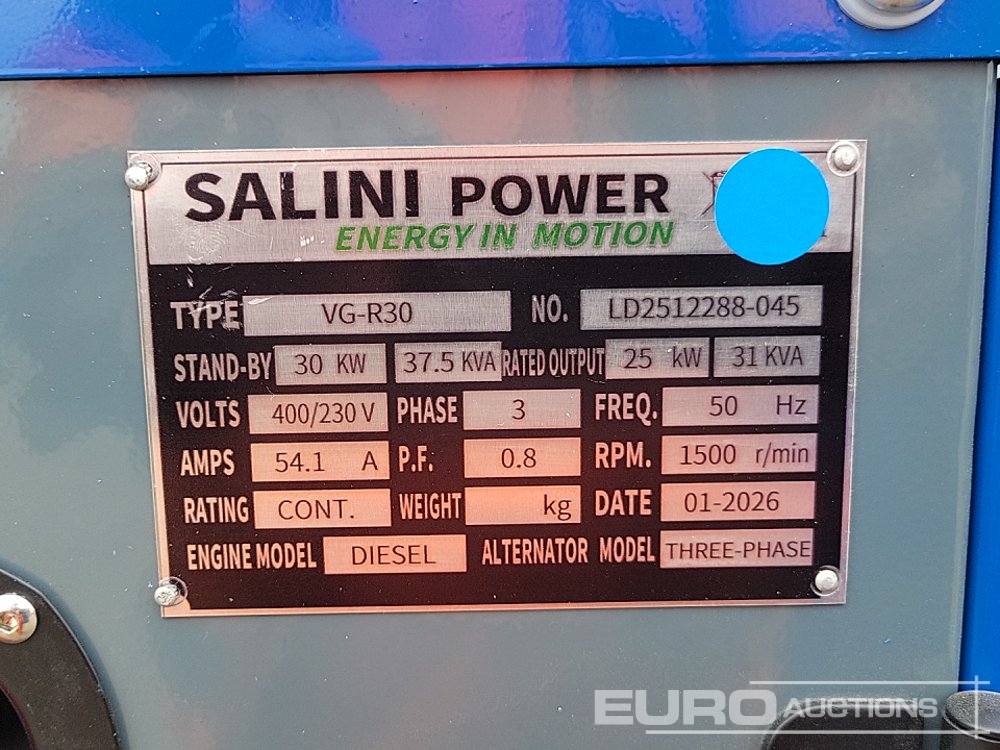 SALINI POWER
ENERGY IN MOTION
TYPE VG-R30 NO. LD2512288-045
STAND-BY 30 KW 37.5 KVA RATED OUTPUT 25 kW 31 KVA
VOLTS 400/230 V PHASE 3 FREQ. 50 Hz
AMPS 54.1 A P.F. 0.8 RPM. 1500 r/min
RATING CONT. WEIGHT kg DATE 01-2026
ENGINE MODEL DIESEL ALTERNATOR MODEL THREE-PHASE
EURO AUCTIONS